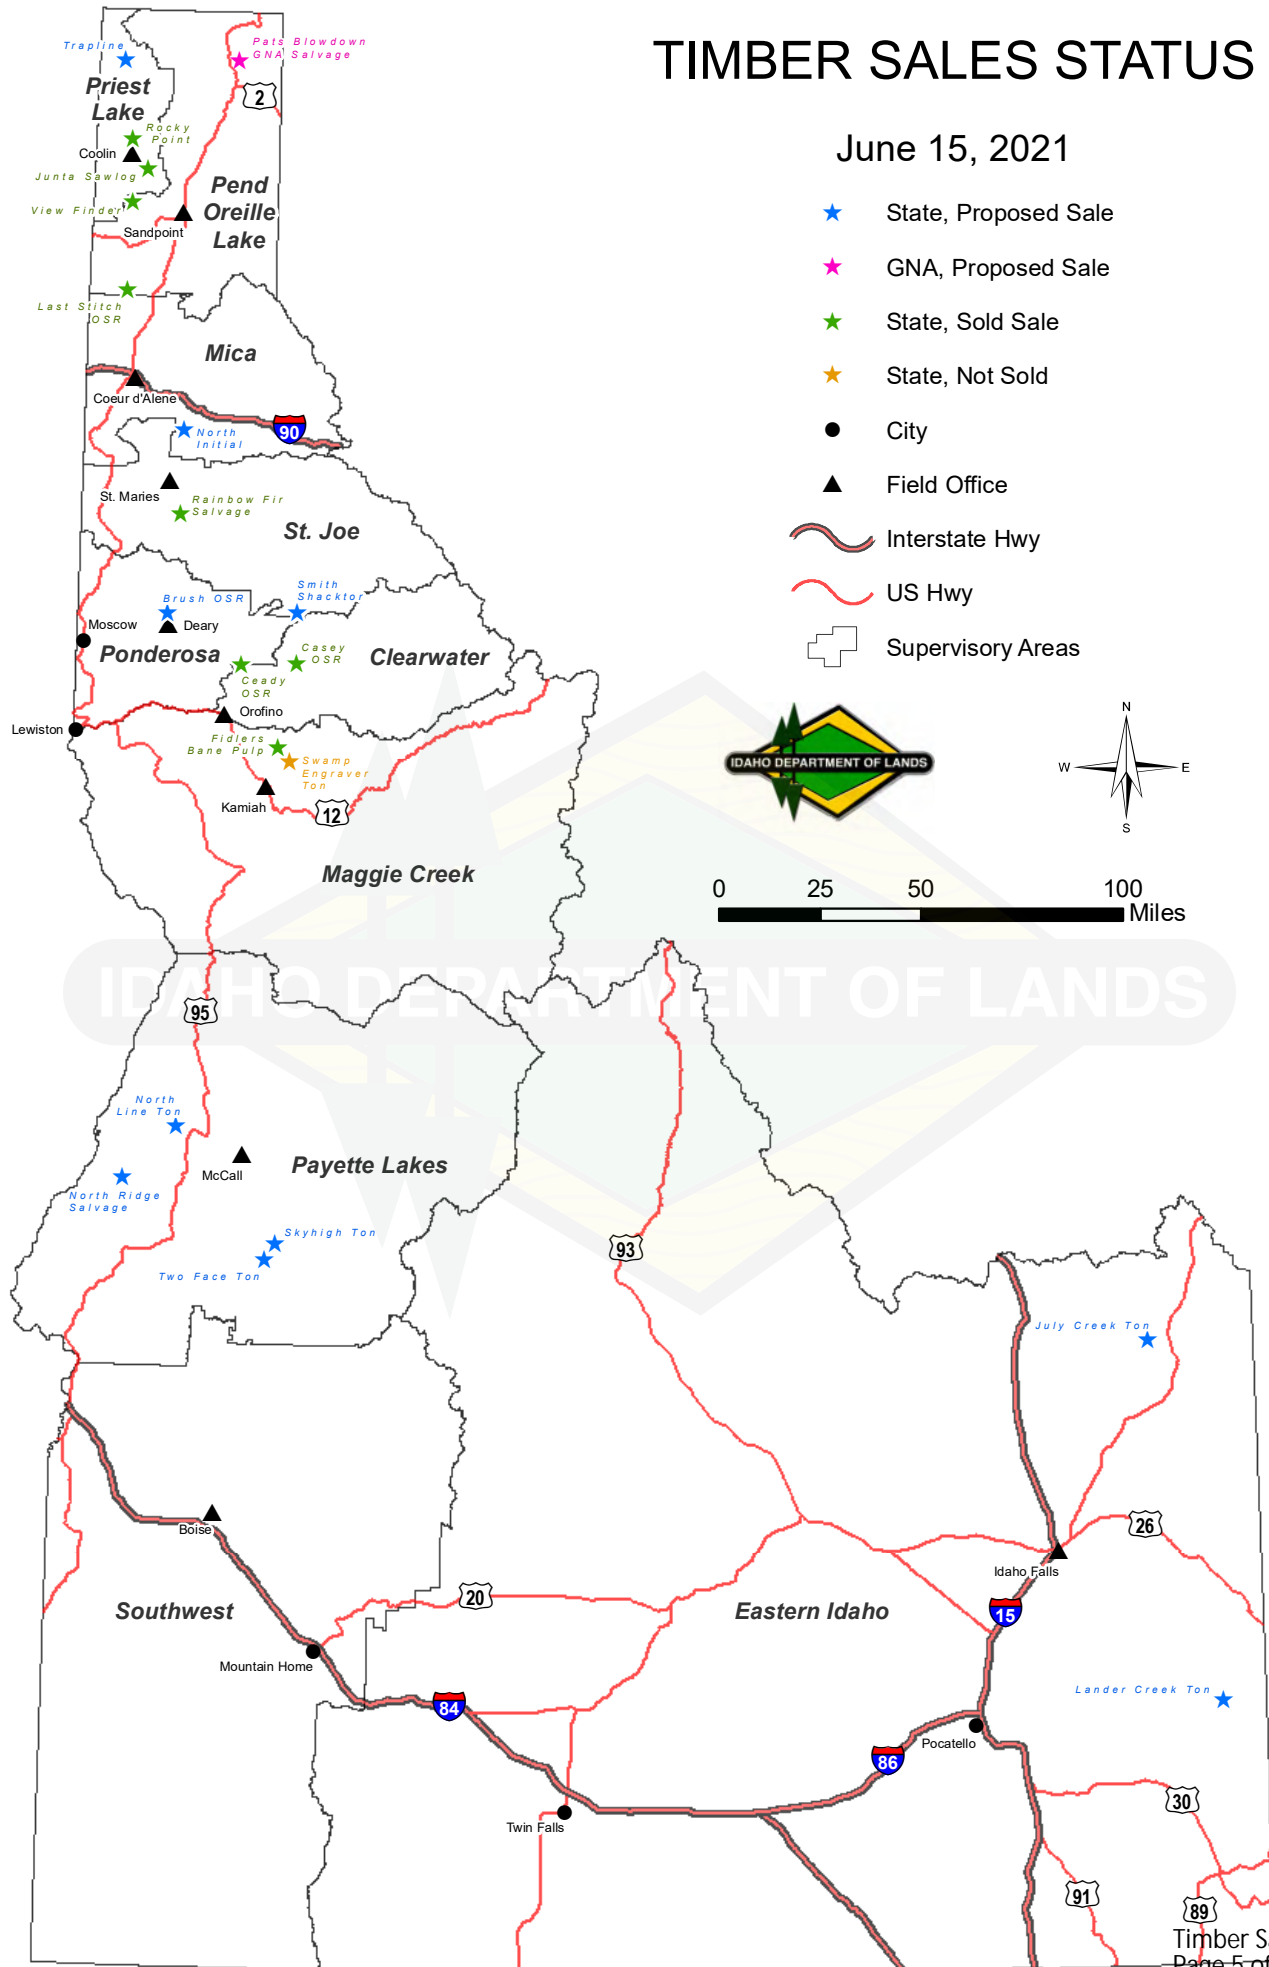 TIMBER SALES STATUS
June 15, 2021
State, Proposed Sale
GNA, Proposed Sale
State, Sold Sale
State, Not Sold
City
Field Office
Interstate Hwy
US Hwy
Supervisory Areas
IDAHO DEPARTMENT OF LANDS
N
W
E
S
0
25
50
100
Miles
Trapline
Pats Blowdown
GNA Salvage
Priest
Lake
2
Rocky
Point
Coolin
Junta Sawlog
View Finder
Pend
Oreille
Lake
Sandpoint
Last Stitch
OSR
Mica
Coeur d'Alene
North
Initial
90
St. Maries
Rainbow Fir
Salvage
St. Joe
Brush OSR
Smith
Shacktor
Moscow
Deary
Ponderosa
Casey
OSR
Clearwater
Ceady
OSR
Orofino
Lewiston
Fidlers
Bane Pulp
Swamp
Engraver
Ton
Kamiah
12
Maggie Creek
IDAHO DEPARTMENT OF LANDS
95
North
Line Ton
McCall
Payette Lakes
North Ridge
Salvage
Skyhigh Ton
Two Face Ton
93
July Creek Ton
Boise
26
Idaho Falls
20
Southwest
Eastern Idaho
15
Mountain Home
Lander Creek Ton
84
Pocatello
86
Twin Falls
30
91
89
Timber S
Page 5 of